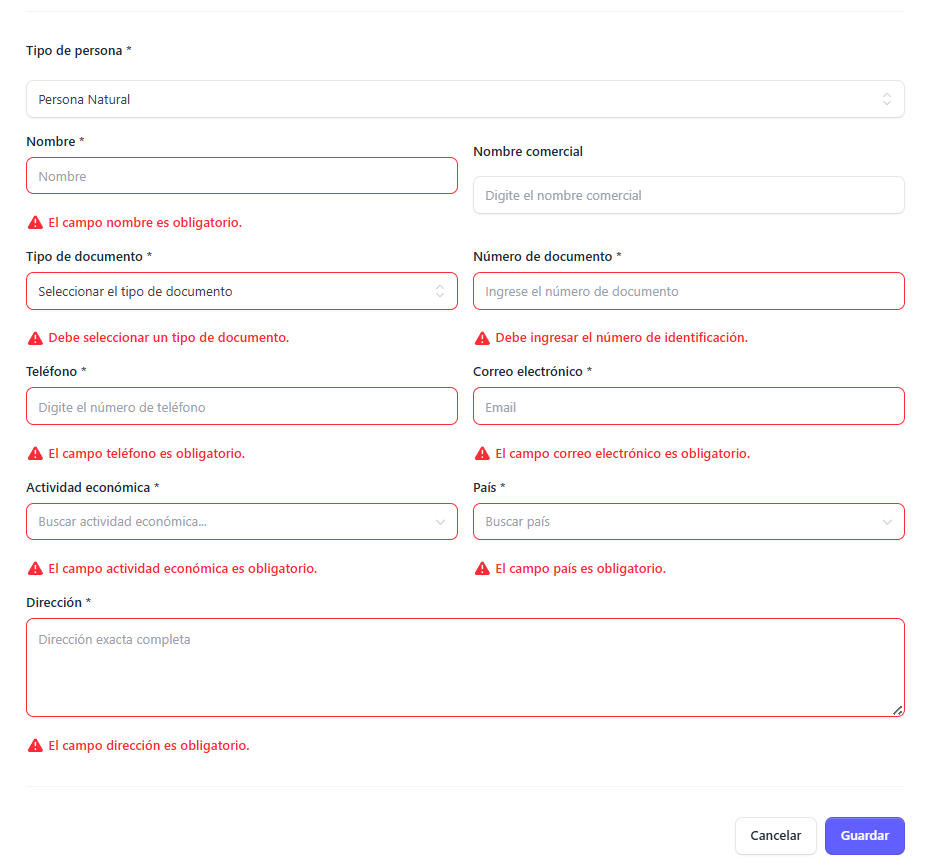 Tipo de persona *
Persona Natural
Nombre *
Nombre comercial
Nombre
Digite el nombre comercial
El campo nombre es obligatorio.
Tipo de documento *
Número de documento *
Seleccionar el tipo de documento
Ingrese el número de documento
Debe seleccionar un tipo de documento.
Debe ingresar el número de identificación.
Teléfono *
Correo electrónico *
Digite el número de teléfono
Email
El campo teléfono es obligatorio.
El campo correo electrónico es obligatorio.
Actividad económica *
País *
Buscar actividad económica...
Buscar país
El campo actividad económica es obligatorio.
El campo país es obligatorio.
Dirección *
Dirección exacta completa
El campo dirección es obligatorio.
Cancelar
Guardar